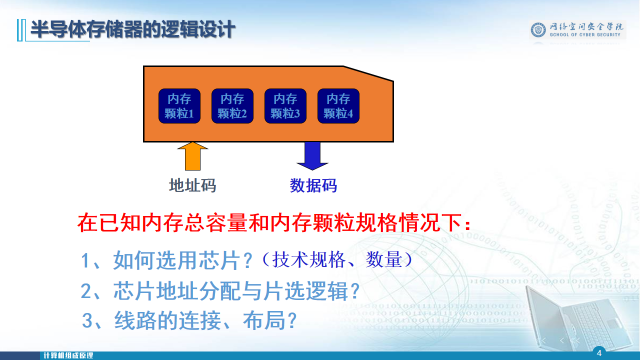 半导体存储器的逻辑设计
网络空间安全学院
SCHOOL OF CYBER SECURITY
内存
颗粒1
内存
颗粒2
内存
颗粒3
内存
颗粒4
地址码
数据码
在已知内存总容量和内存颗粒规格情况下：
1、如何选用芯片？（技术规格、数量）
2、芯片地址分配与片选逻辑？
3、线路的连接、布局？
计算机组成原理
4